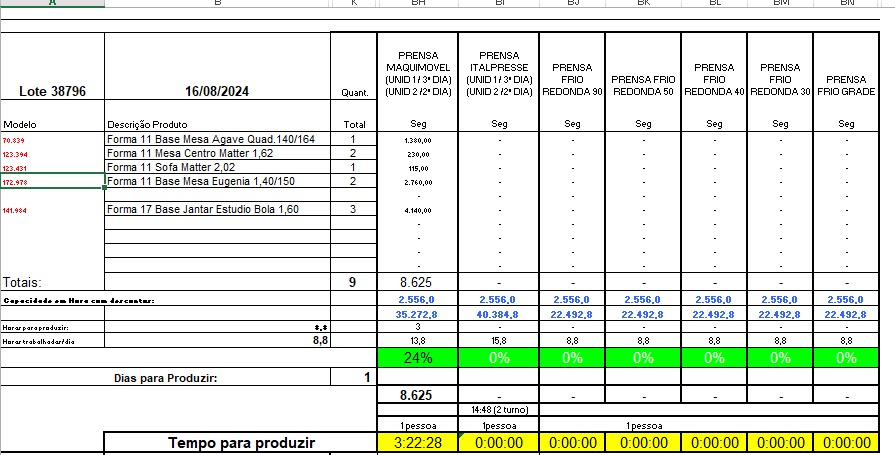 A B K BH BI BJ BK BL BM BN
Lote 38796 16/08/2024 Quant. PRENSA MAQUIMOVEL (UNID 1 / 3ª DIA) (UNID 2 /2ª DIA) PRENSA ITALPRESSE (UNID 1 / 3ª DIA) (UNID 2 /2ª DIA) PRENSA FRIO REDONDA 90 PRENSA FRIO REDONDA 50 PRENSA FRIO REDONDA 40 PRENSA FRIO REDONDA 30 PRENSA FRIO GRADE
Modelo Descrição Produto Total Seg Seg Seg Seg Seg Seg Seg
70.839 Forma 11 Base Mesa Agave Quad.140/164 1 1.380,00 - - - - - -
123.394 Forma 11 Mesa Centro Matter 1,62 2 230,00 - - - - - -
123.431 Forma 11 Sofa Matter 2,02 1 115,00 - - - - - -
172.978 Forma 11 Base Mesa Eugenia 1,40/150 2 2.760,00 - - - - - -
- - - - - - -
141.984 Forma 17 Base Jantar Estudio Bola 1,60 3 4.140,00 - - - - - -
- - - - - - -
- - - - - - -
- - - - - - -
- - - - - - -
Totais: 9 8.625 - - - - - -
Capacidade em Hora com descontar: 2.556,0 2.556,0 2.556,0 2.556,0 2.556,0 2.556,0 2.556,0
35.272,8 40.384,8 22.492,8 22.492,8 22.492,8 22.492,8 22.492,8
Horas para produzir: 8,8 3 - - - - - -
Horas trabalhadas/dia 8,8 13,8 15,8 8,8 8,8 8,8 8,8 8,8
24% 0% 0% 0% 0% 0% 0%
Dias para Produzir: 1
8.625 - - - - - -
14:48 (2 turno)
1 pessoa 1pessoa 1 pessoa
Tempo para produzir 3:22:28 0:00:00 0:00:00 0:00:00 0:00:00 0:00:00 0:00:00